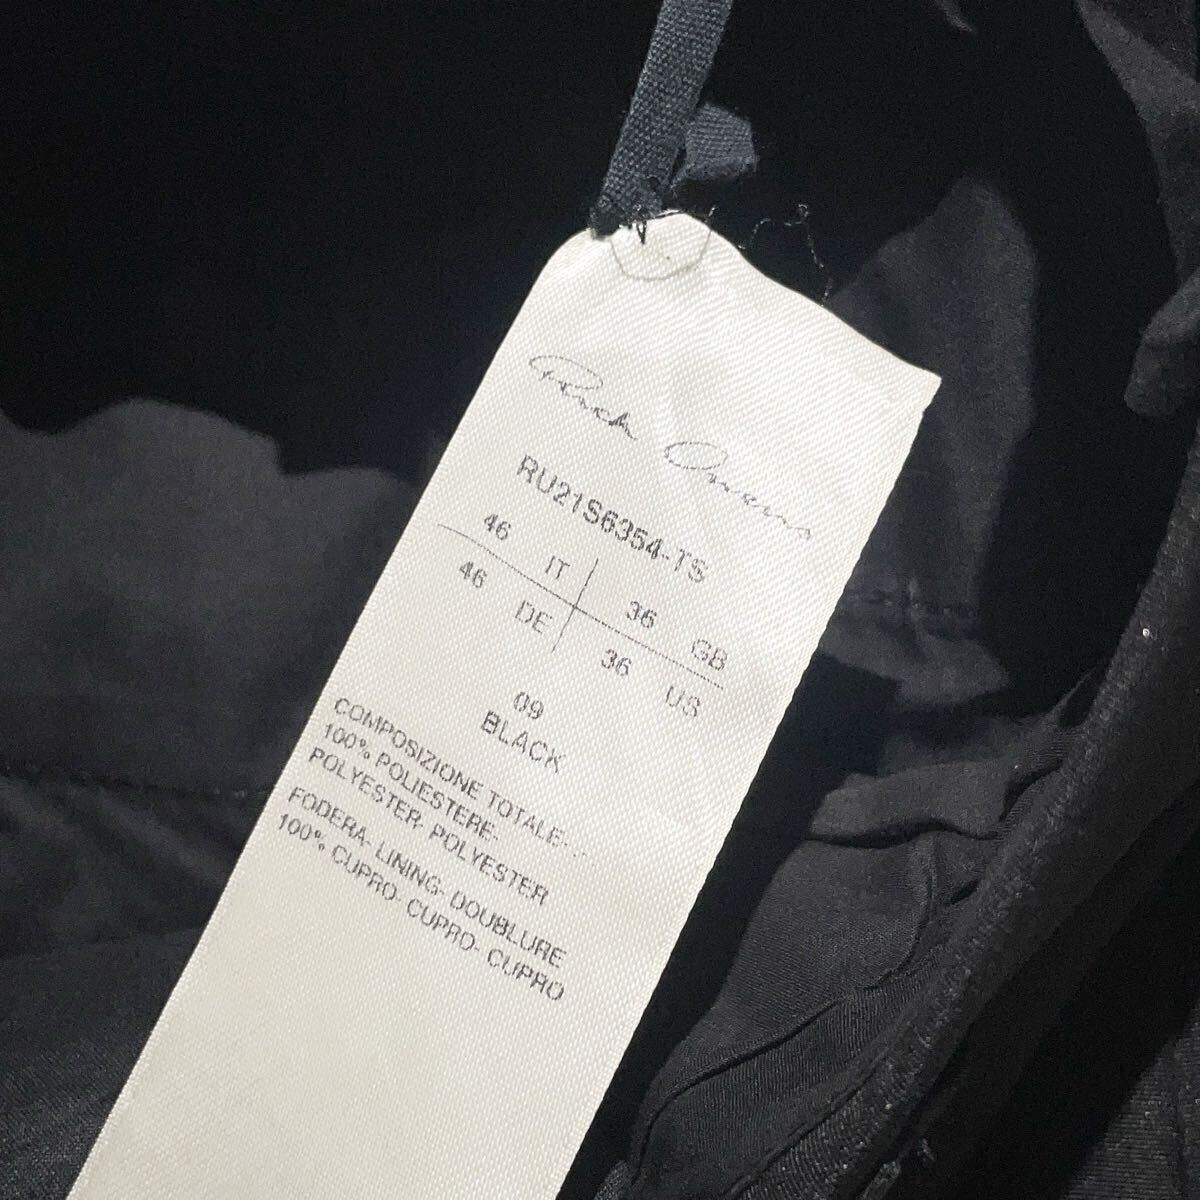 Rick Owens
RU21S6354-TS
46 IT 36 GB
46 DE 36 US
09
BLACK
COMPOSIZIONE TOTALE-
100% POLIESTERE-
POLYESTER- POLYESTER
FODERA- LINING- DOUBLURE
100% CUPRO- CUPRO- CUPRO